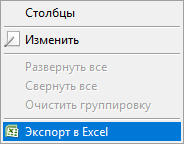 Столбцы
Изменить
Развернуть все
Свернуть все
Очистить группировку
Экспорт в Excel